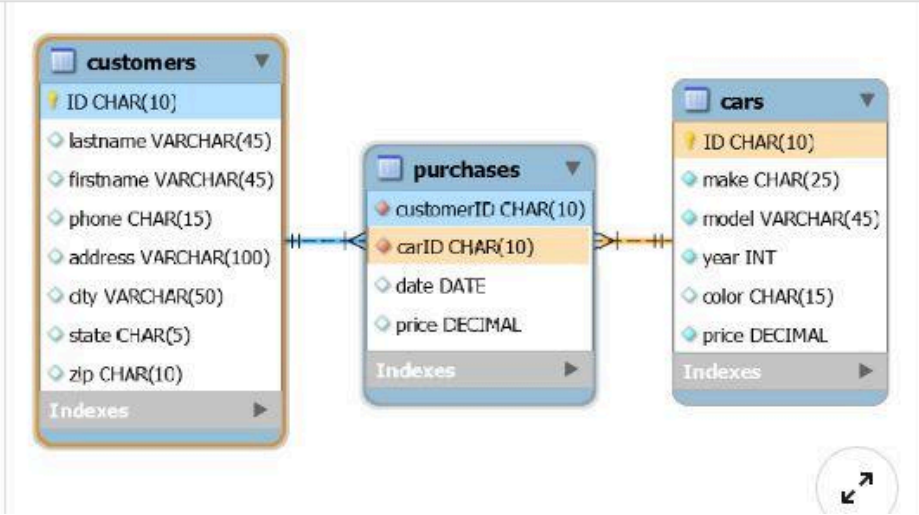 customers
ID CHAR(10)
lastname VARCHAR(45)
firstname VARCHAR(45)
phone CHAR(15)
address VARCHAR(100)
city VARCHAR(50)
state CHAR(5)
zip CHAR(10)
Indexes
purchases
customerID CHAR(10)
carID CHAR(10)
date DATE
price DECIMAL
Indexes
cars
ID CHAR(10)
make CHAR(25)
model VARCHAR(45)
year INT
color CHAR(15)
price DECIMAL
Indexes